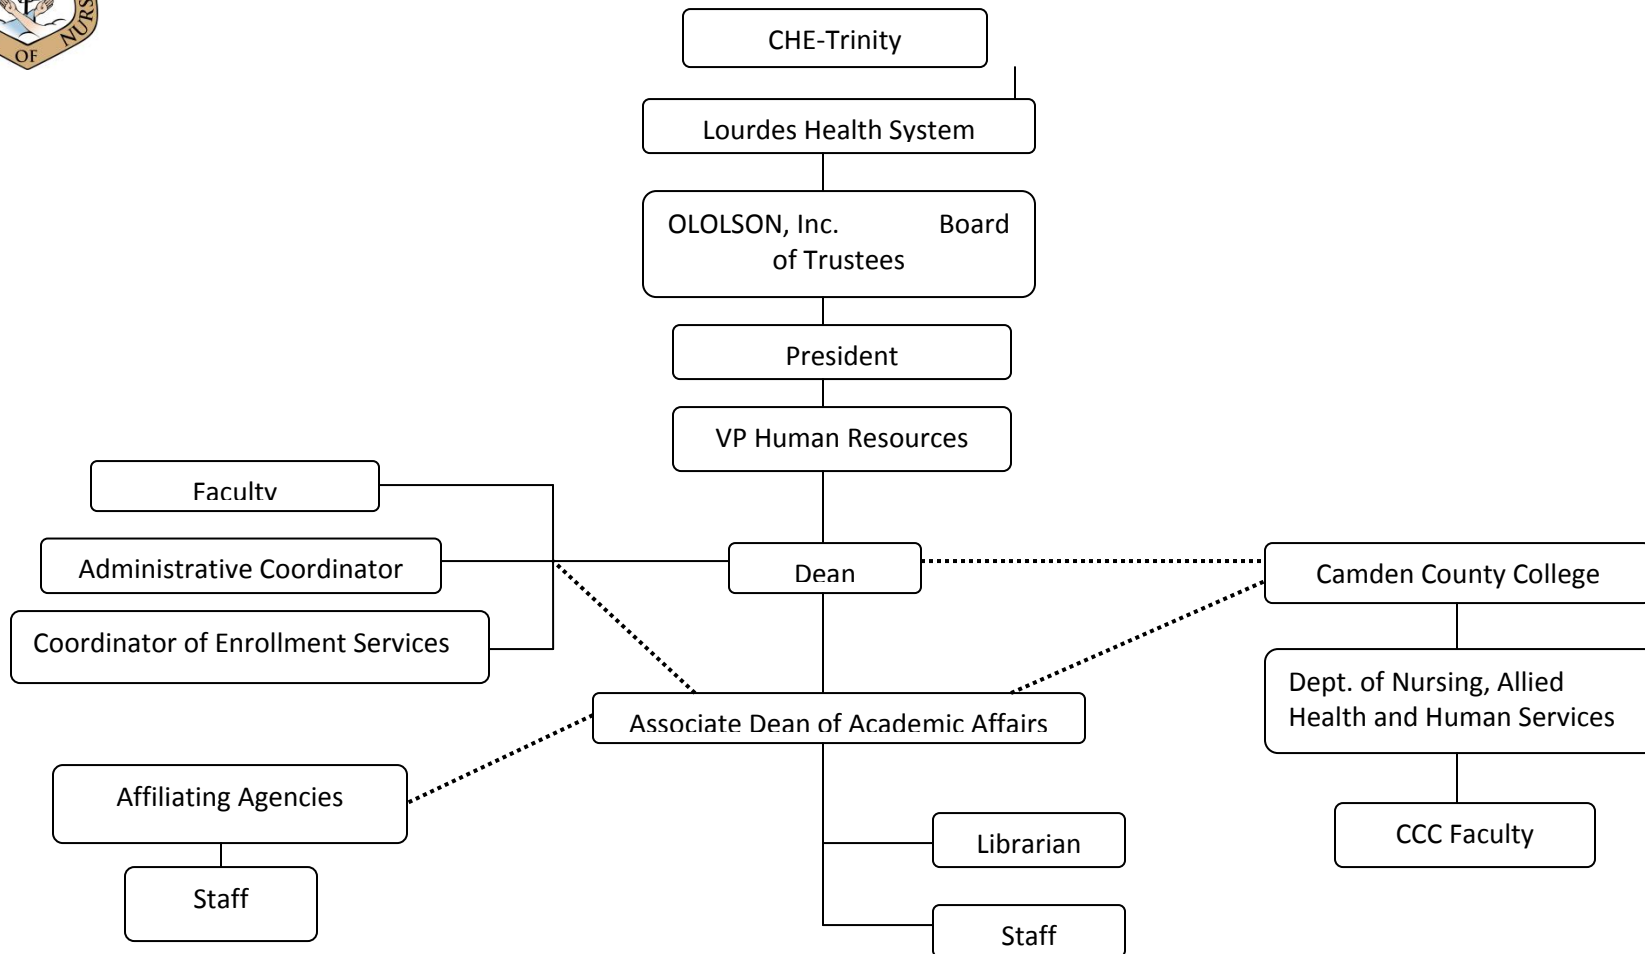 OF NURS
CHE-Trinity
Lourdes Health System
OLOLSON, Inc. Board
of Trustees
President
VP Human Resources
Faculty
Administrative Coordinator
Dean
Camden County College
Coordinator of Enrollment Services
Dept. of Nursing, Allied
Health and Human Services
Associate Dean of Academic Affairs
Affiliating Agencies
Librarian
CCC Faculty
Staff
Staff